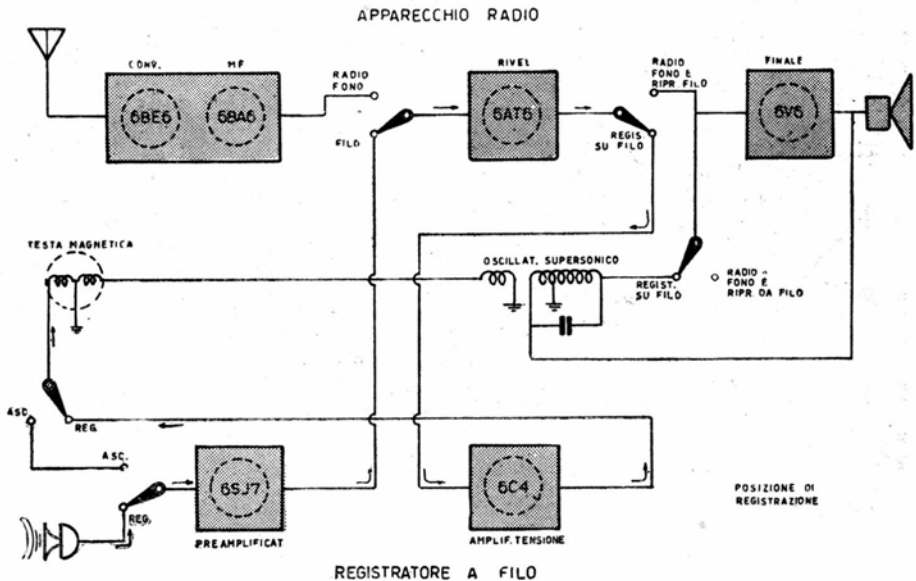 APPARECCHIO RADIO
CONV.
MF
RADIO
FONO
RIVEL
RADIO
FONO E
RIPR FILO
FINALE
6BE6
6BA6
6AT6
6V6
FILO
REGIS.
SU FILO
TESTA MAGNETICA
OSCILLAT. SUPERSONICO
REGIST.
SU FILO
RADIO -
FONO E
RIPR. DA FILO
ASC.
REG.
ASC.
REG.
6SJ7
6C4
PREAMPLIFICAT
AMPLIF. TENSIONE
POSIZIONE DI
REGISTRAZIONE
REGISTRATORE A FILO